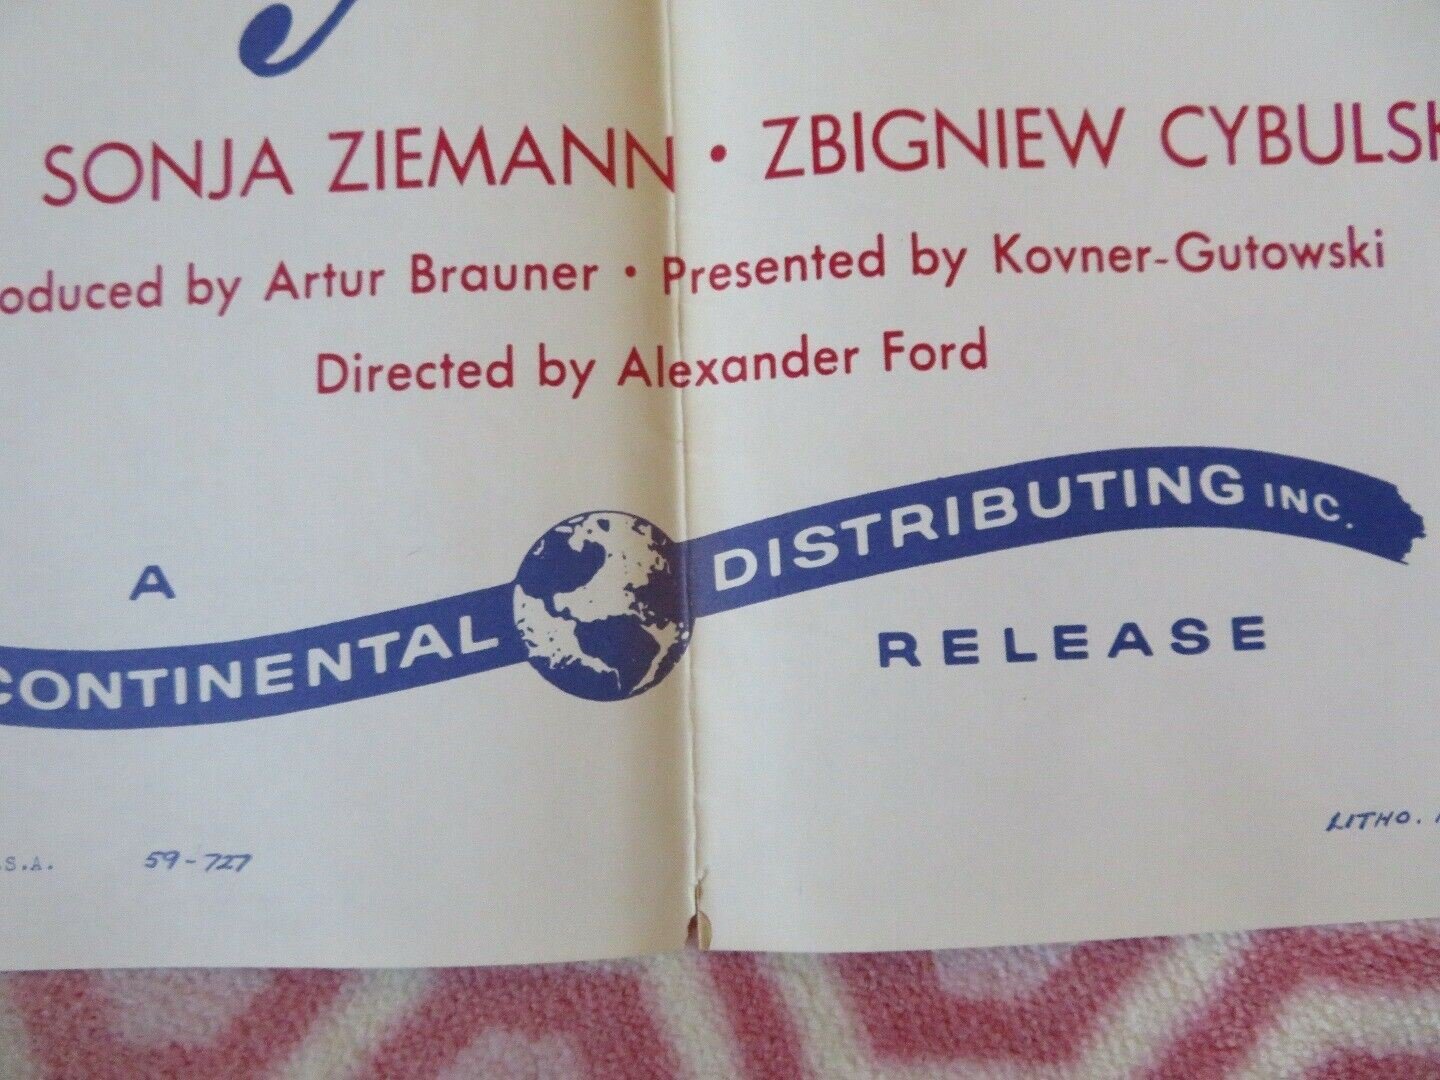 SONJA ZIEMANN • ZBIGNIEW CYBULSK
oduced by Artur Brauner • Presented by Kovner-Gutowski
Directed by Alexander Ford
A
CONTINENTAL DISTRIBUTING INC.
RELEASE
.S.A. 59-727
LITHO.